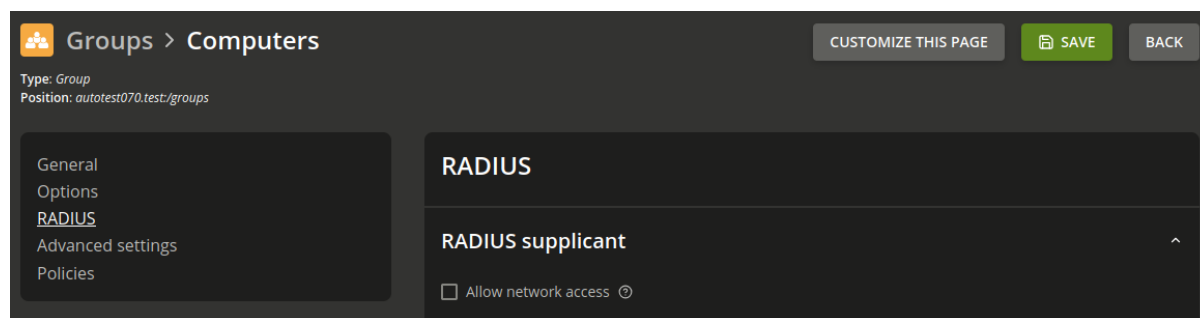 Groups > Computers
CUSTOMIZE THIS PAGE
SAVE
BACK
Type: Group
Position: autotest070.test:/groups
General
Options
RADIUS
Advanced settings
Policies
RADIUS
RADIUS supplicant
Allow network access